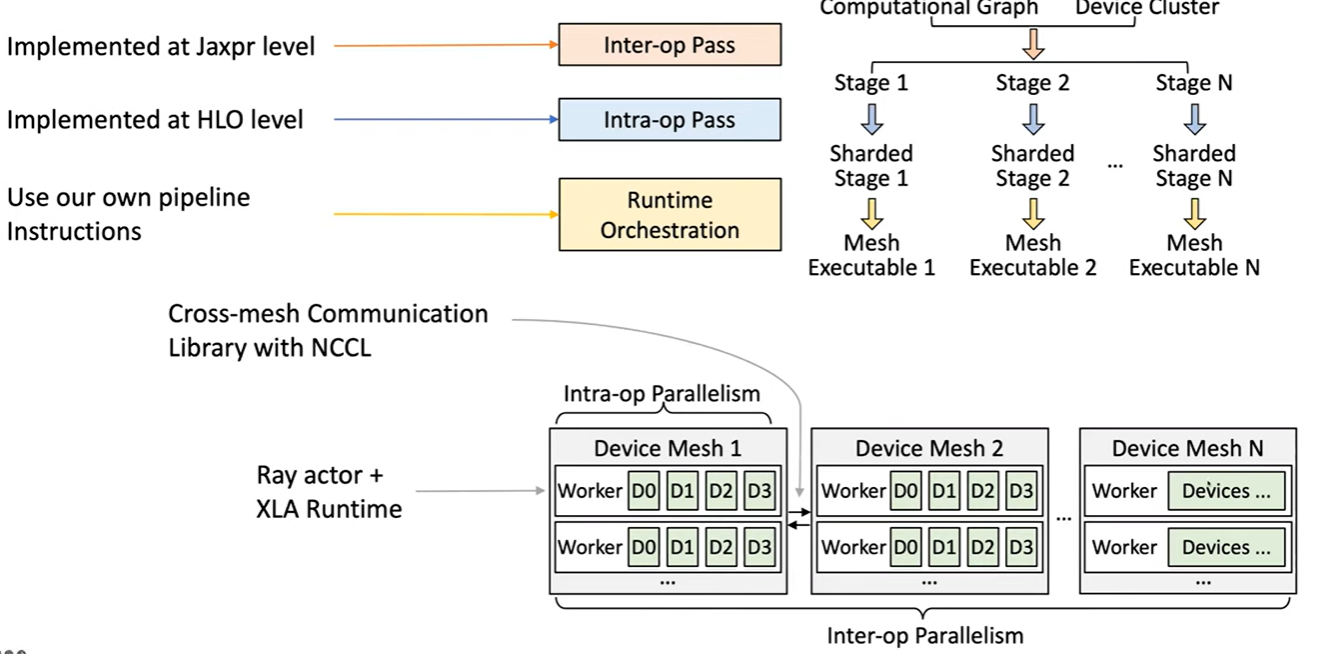 Computational Graph Device Cluster
Implemented at Jaxpr level
Inter-op Pass
Stage 1 Stage 2 Stage N
Implemented at HLO level
Intra-op Pass
Sharded Sharded ... Sharded
Stage 1 Stage 2 Stage N
Use our own pipeline
Instructions
Runtime
Orchestration
Mesh Mesh Mesh
Executable 1 Executable 2 Executable N
Cross-mesh Communication
Library with NCCL
Intra-op Parallelism
Device Mesh 1 Device Mesh 2 Device Mesh N
Ray actor +
XLA Runtime
Worker D0 D1 D2 D3 Worker D0 D1 D2 D3 Worker Devices ...
...
Worker D0 D1 D2 D3 Worker D0 D1 D2 D3 Worker Devices ...
... ... ...
Inter-op Parallelism